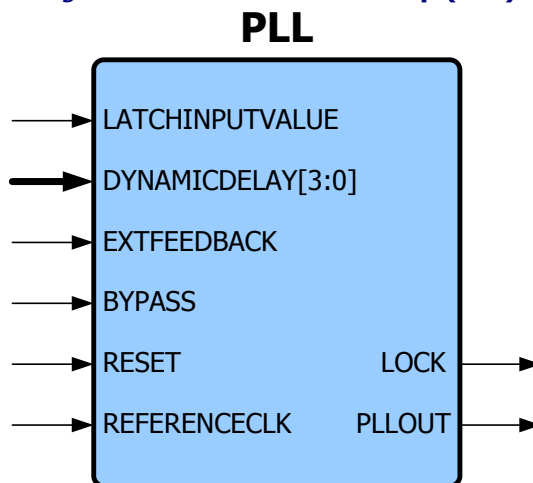 PLL
LATCHINPUTVALUE
DYNAMICDELAY[3:0]
EXTFEEDBACK
BYPASS
RESET LOCK
REFERENCECLK PLLOUT